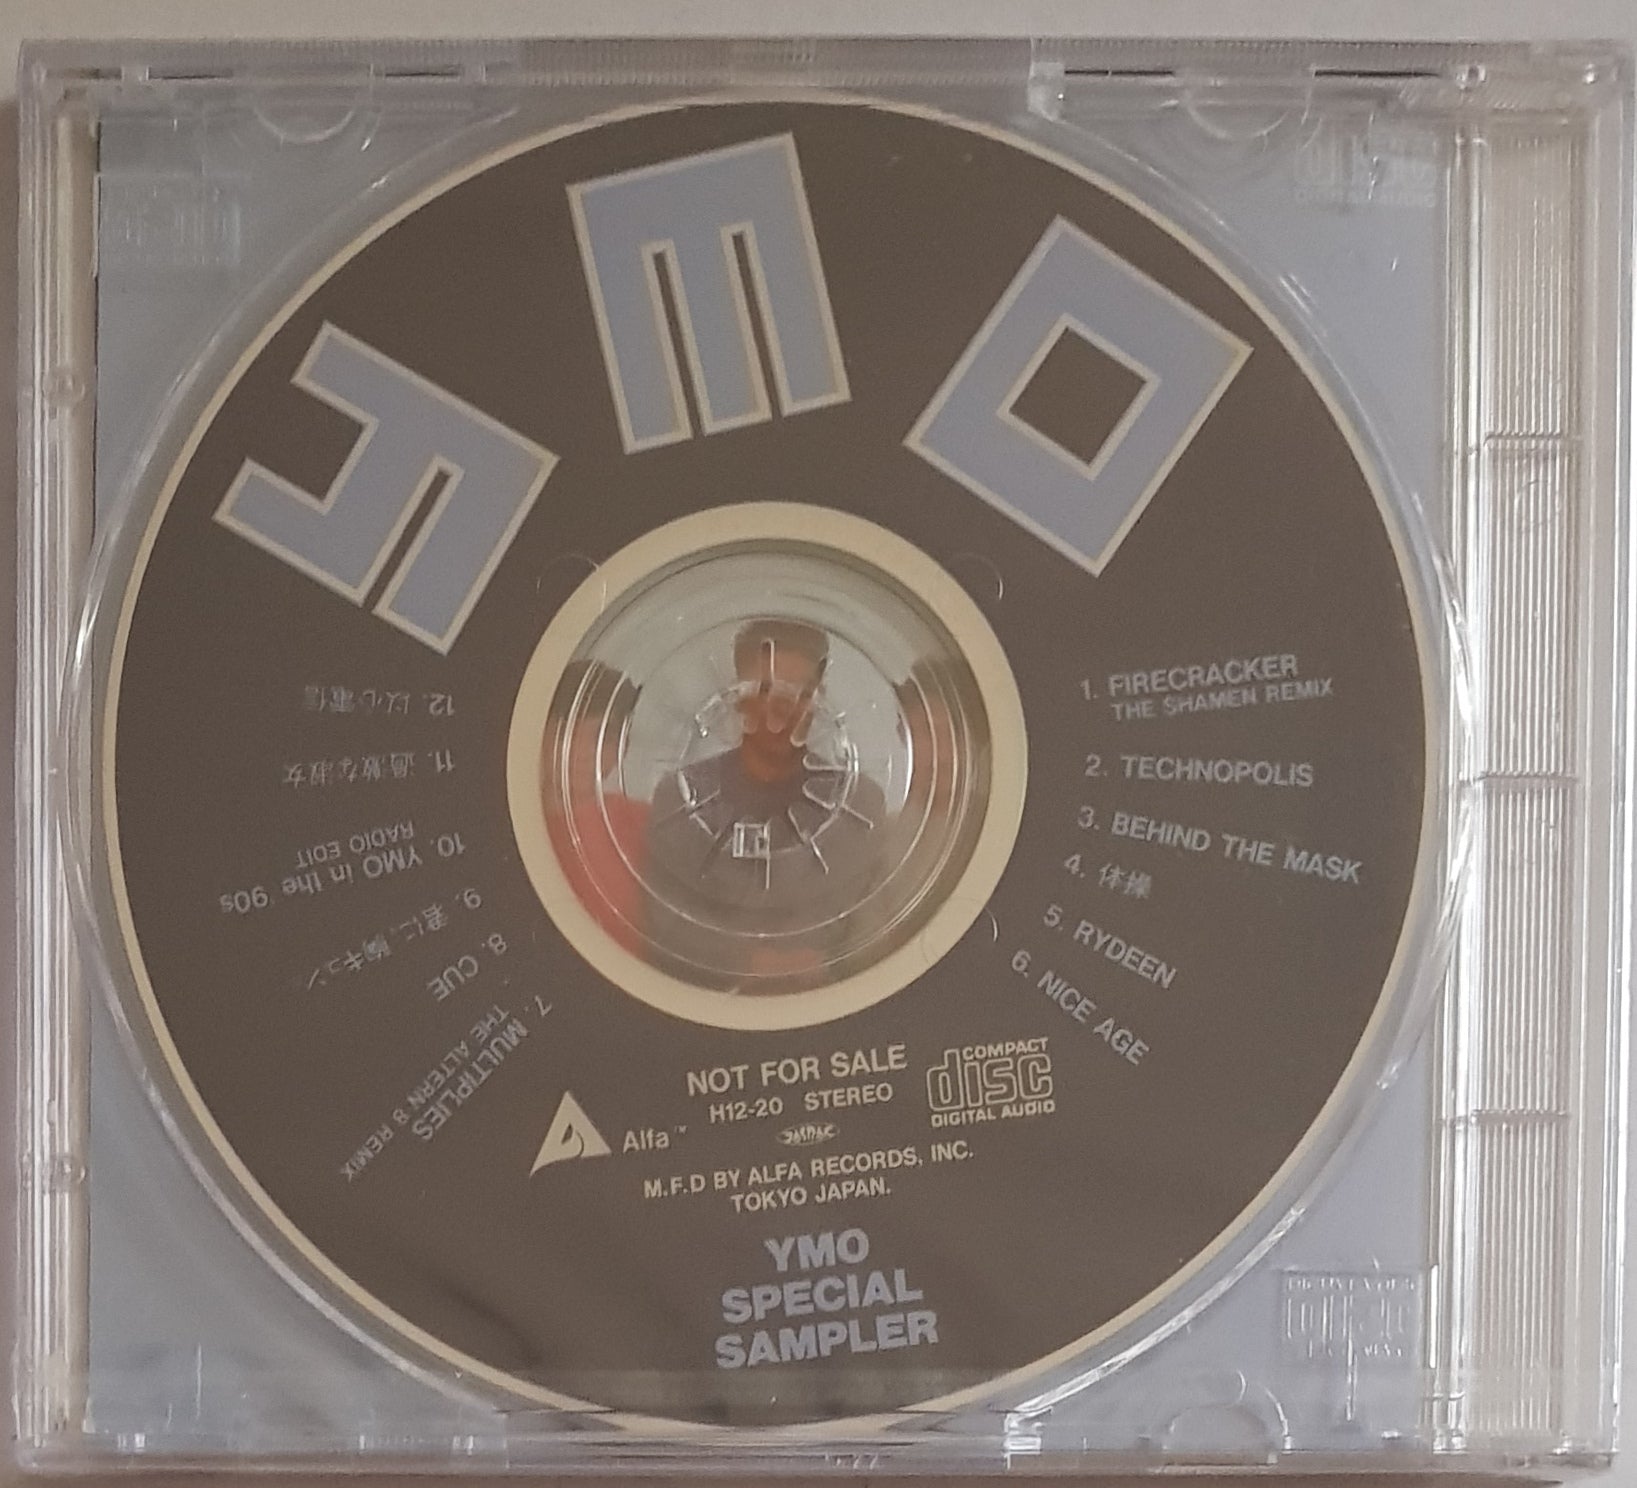 YMO
1. FIRECRACKER
THE SHAMEN REMIX
2. TECHNOPOLIS
3. BEHIND THE MASK
4. 体操
5. RYDEEN
6. NICE AGE
7. MULTIPLIES
THE ALTERN 8 REMIX
8. CUE
9. 君に、胸キュン
10. YMO in the '90s
RADIO EDIT
11. 過激な淑女
12. 以心電信
NOT FOR SALE
H12-20 STEREO
JASRAC
COMPACT
disc
DIGITAL AUDIO
Alfa™
M.F.D BY ALFA RECORDS, INC.
TOKYO JAPAN.
YMO
SPECIAL
SAMPLER